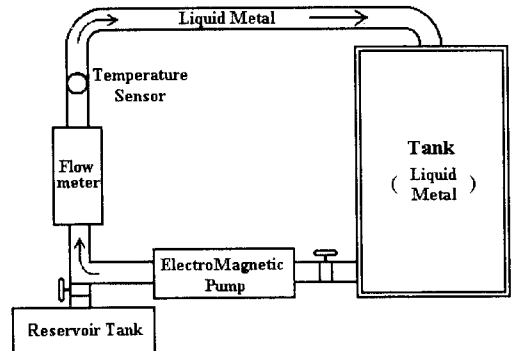 Liquid Metal
Temperature
Sensor
Flow
meter
Tank
( Liquid
Metal )
ElectroMagnetic
Pump
Reservoir Tank